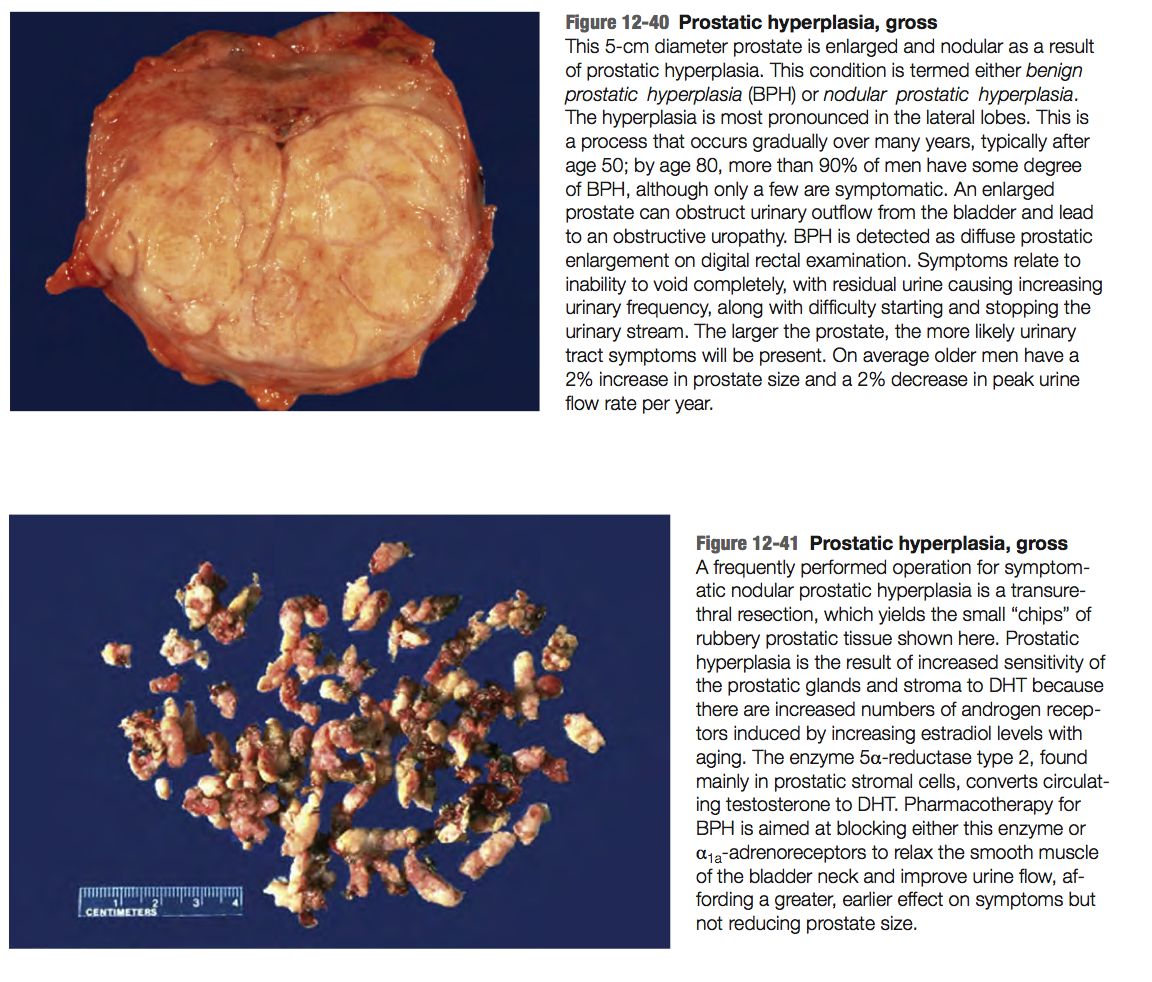 Figure 12-40 Prostatic hyperplasia, gross
This 5-cm diameter prostate is enlarged and nodular as a result
of prostatic hyperplasia. This condition is termed either benign
prostatic hyperplasia (BPH) or nodular prostatic hyperplasia.
The hyperplasia is most pronounced in the lateral lobes. This is
a process that occurs gradually over many years, typically after
age 50; by age 80, more than 90% of men have some degree
of BPH, although only a few are symptomatic. An enlarged
prostate can obstruct urinary outflow from the bladder and lead
to an obstructive uropathy. BPH is detected as diffuse prostatic
enlargement on digital rectal examination. Symptoms relate to
inability to void completely, with residual urine causing increasing
urinary frequency, along with difficulty starting and stopping the
urinary stream. The larger the prostate, the more likely urinary
tract symptoms will be present. On average older men have a
2% increase in prostate size and a 2% decrease in peak urine
flow rate per year.
Figure 12-41 Prostatic hyperplasia, gross
A frequently performed operation for symptom-
atic nodular prostatic hyperplasia is a transure-
thral resection, which yields the small “chips” of
rubbery prostatic tissue shown here. Prostatic
hyperplasia is the result of increased sensitivity of
the prostatic glands and stroma to DHT because
there are increased numbers of androgen recep-
tors induced by increasing estradiol levels with
aging. The enzyme 5α-reductase type 2, found
mainly in prostatic stromal cells, converts circulat-
ing testosterone to DHT. Pharmacotherapy for
BPH is aimed at blocking either this enzyme or
α1a-adrenoreceptors to relax the smooth muscle
of the bladder neck and improve urine flow, af-
fording a greater, earlier effect on symptoms but
not reducing prostate size.
1 2 3 4
CENTIMETERS